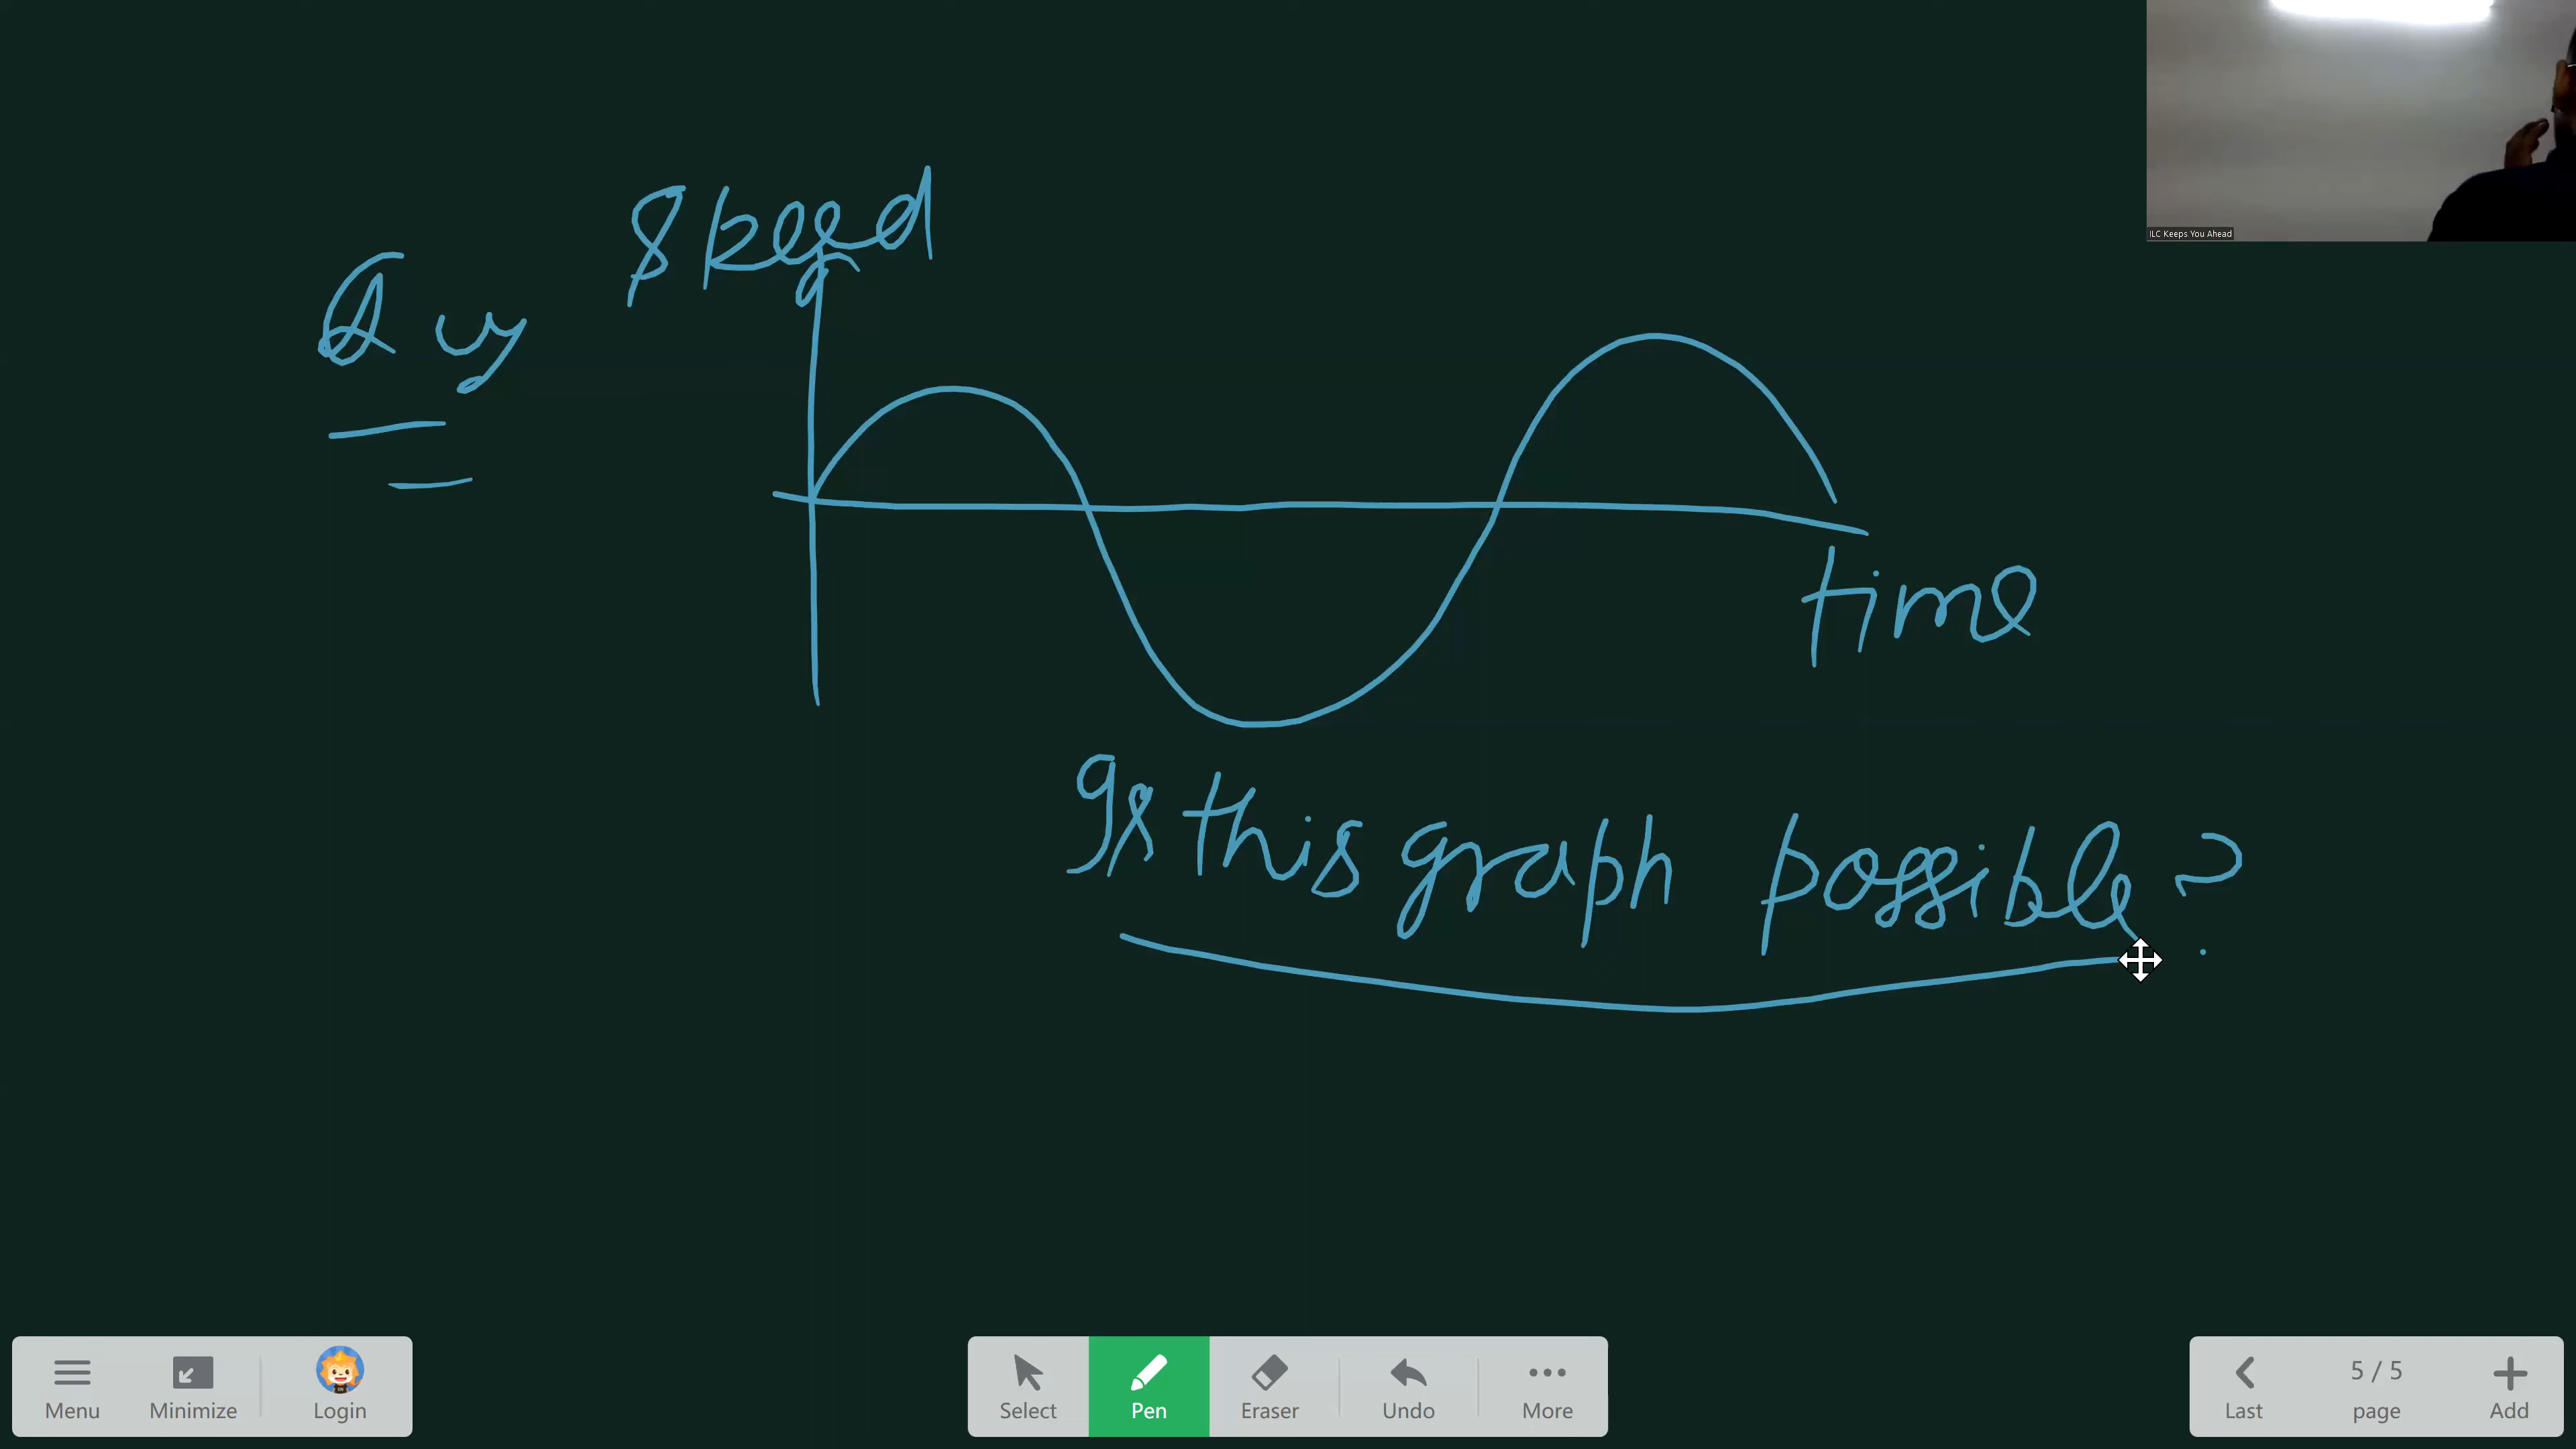 Speed
Q
time
Is this graph possible?
ILC Keeps You Ahead
Menu
Minimize
Login
Select
Pen
Eraser
Undo
More
Last
5 / 5
page
Add